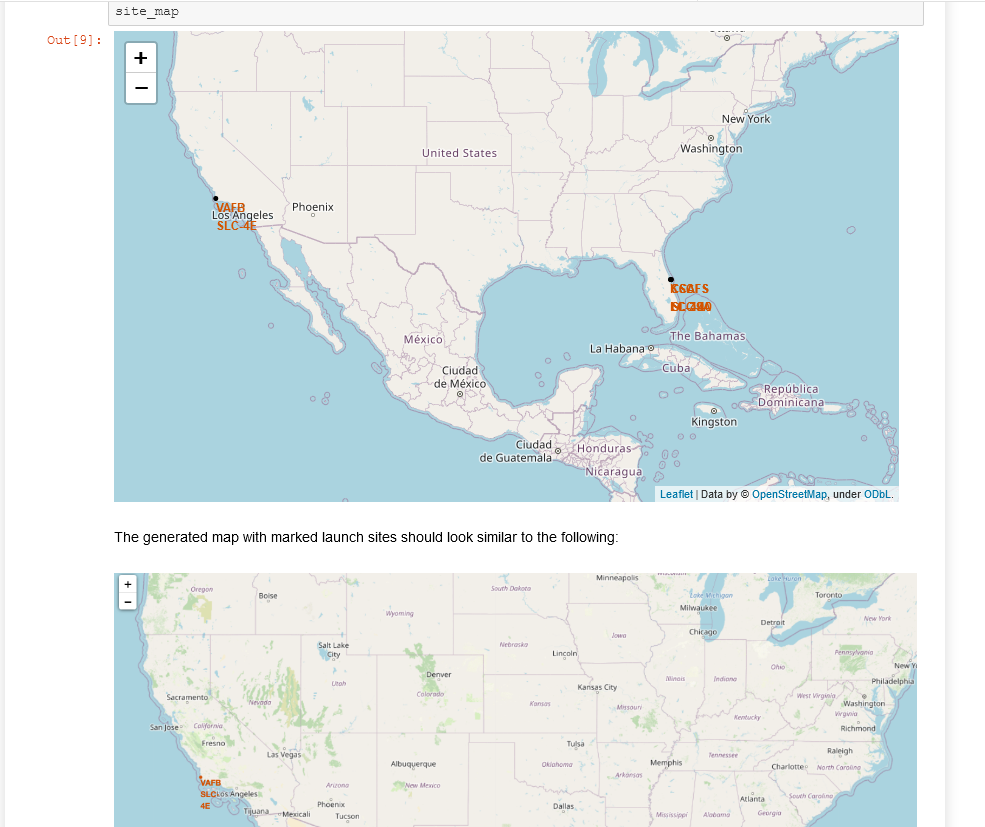 site_map
Out[9]:
+
−
New York
Washington
United States
VAFB
Los Angeles
SLC-4E
Phoenix
The Bahamas
La Habana
Cuba
México
Ciudad
de México
República
Dominicana
Kingston
Ciudad
de Guatemala
Honduras
Nicaragua
Leaflet | Data by © OpenStreetMap, under ODbL.
The generated map with marked launch sites should look similar to the following:
+
−
Oregon
Boise
South Dakota
Minneapolis
Lake Michigan
Lake Huron
Toronto
Wyoming
Milwaukee
Detroit
New York
Chicago
Salt Lake
City
Nebraska
Iowa
Lincoln
Pennsylvania
Denver
Utah
Colorado
Illinois
Indiana
Ohio
Philadelphia
Sacramento
Nevada
Kansas
Kansas City
Missouri
West Virginia
Washington
Virginia
Kentucky
San Jose
California
Richmond
Fresno
Las Vegas
Tulsa
Raleigh
Albuquerque
Oklahoma
Memphis
Tennessee
Charlotte
North Carolina
VAFB
SLC-
4E
Los Angeles
Arizona
New Mexico
Arkansas
Atlanta
South Carolina
Phoenix
Tijuana
Mexicali
Tucson
Dallas
Mississippi
Alabama
Georgia